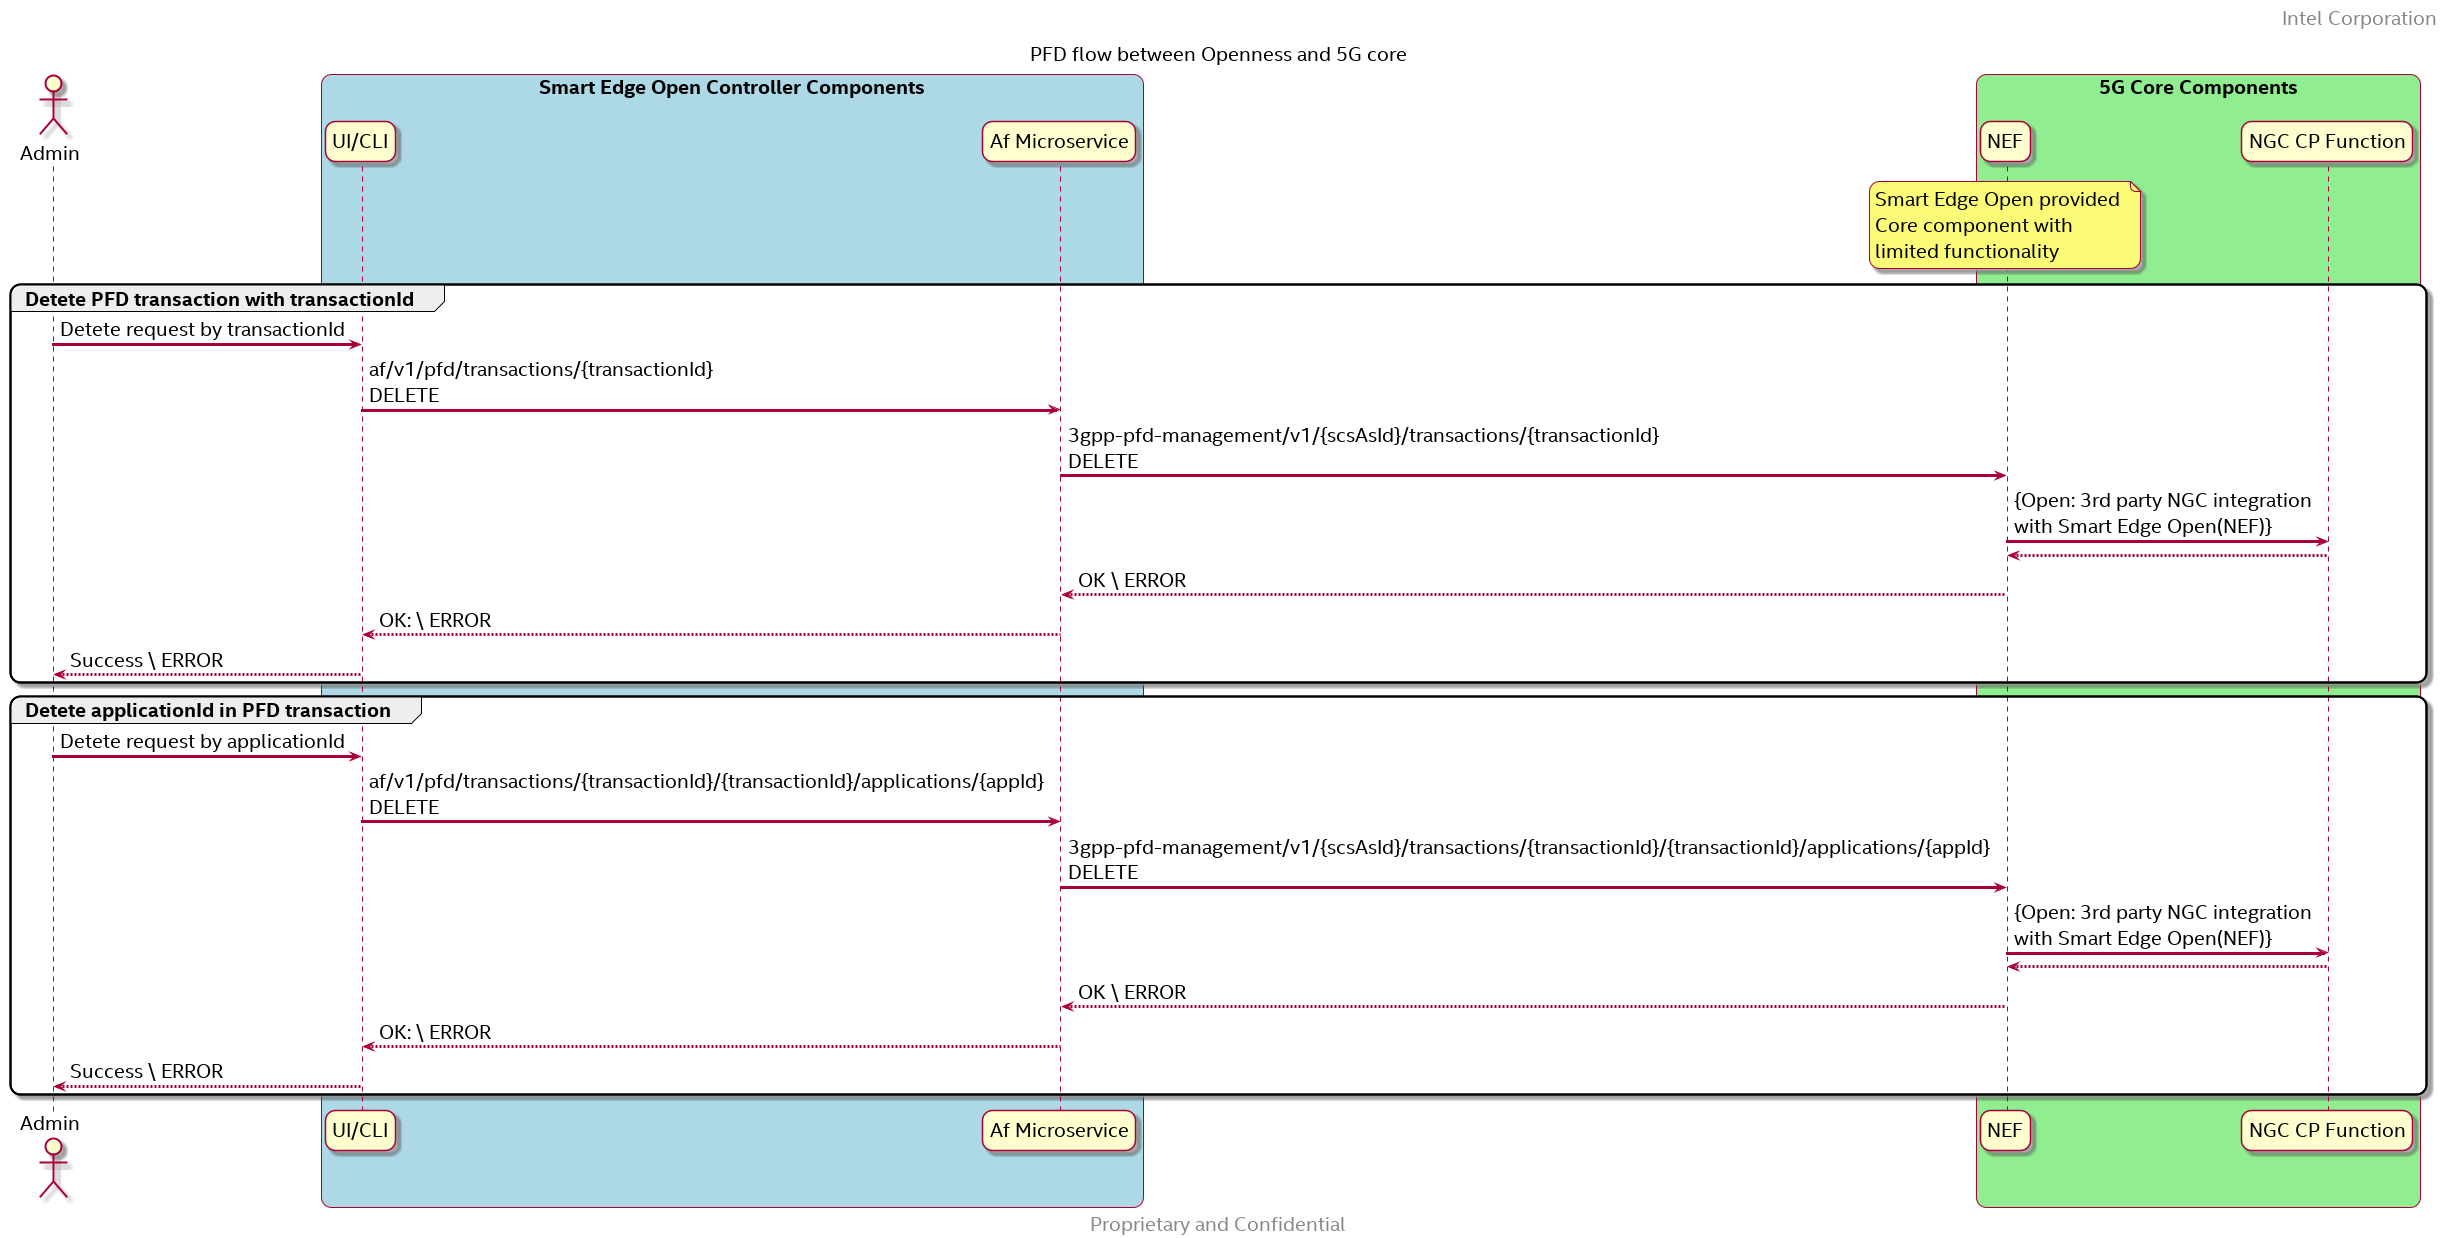 Intel Corporation
PFD flow between Openness and 5G core
Smart Edge Open Controller Components
5G Core Components
Admin
UI/CLI
Af Microservice
NEF
NGC CP Function
Smart Edge Open provided
Core component with
limited functionality
Detete PFD transaction with transactionId
Detete request by transactionId
af/v1/pfd/transactions/{transactionId}
DELETE
3gpp-pfd-management/v1/{scsAsId}/transactions/{transactionId}
DELETE
{Open: 3rd party NGC integration
with Smart Edge Open(NEF)}
OK \ ERROR
OK: \ ERROR
Success \ ERROR
Detete applicationId in PFD transaction
Detete request by applicationId
af/v1/pfd/transactions/{transactionId}/{transactionId}/applications/{appId}
DELETE
3gpp-pfd-management/v1/{scsAsId}/transactions/{transactionId}/{transactionId}/applications/{appId}
DELETE
{Open: 3rd party NGC integration
with Smart Edge Open(NEF)}
OK \ ERROR
OK: \ ERROR
Success \ ERROR
Admin
UI/CLI
Af Microservice
NEF
NGC CP Function
Proprietary and Confidential